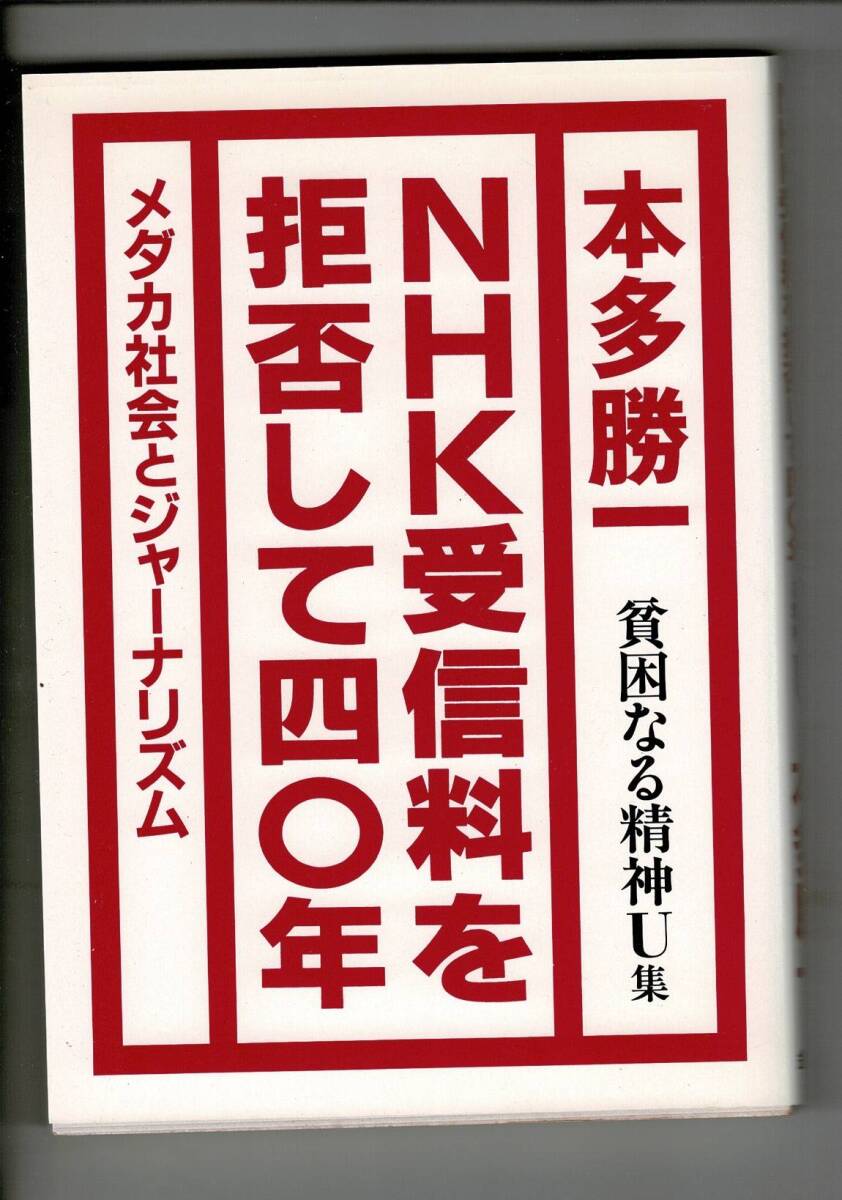 本多勝一
貧困なる精神U集
NHK受信料を
拒否して四〇年
メダカ社会とジャーナリズム